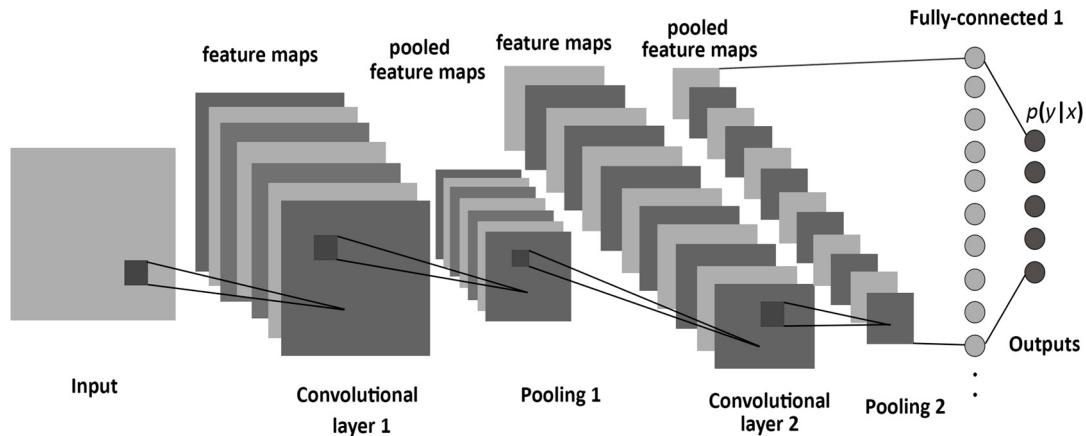 Fully-connected 1
feature maps
pooled
feature maps
feature maps
pooled
feature maps
p(y|x)
Input
Convolutional
layer 1
Pooling 1
Convolutional
layer 2
Pooling 2
Outputs